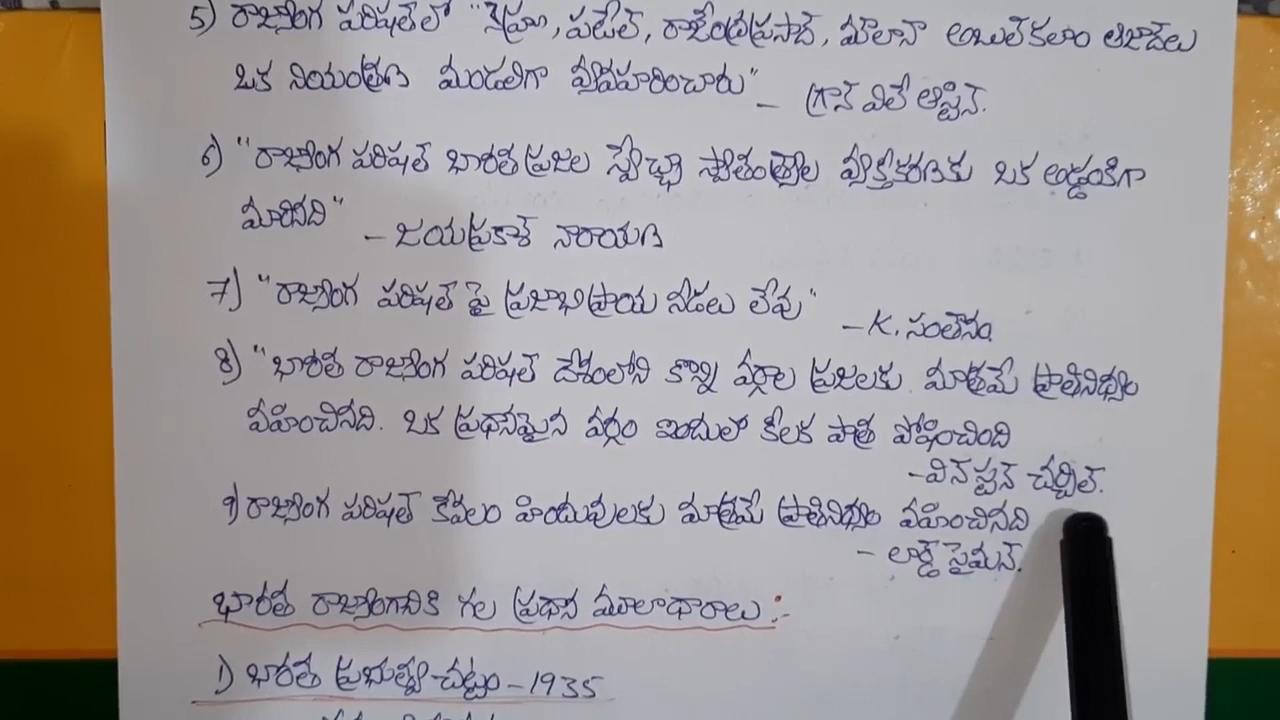 5) రాజ్యాంగ పరిషత్‌లో "నెహ్రూ, పటేల్, రాజేంద్రప్రసాద్, మౌలానా అబుల్‌కలాం ఆజాద్‌లు
ఒక నియంత్రణ మండలిగా వ్యవహరించారు"
– గ్రాన్ విలే ఆస్టిన్.
6) "రాజ్యాంగ పరిషత్ భారత ప్రజల స్వేచ్ఛా స్వాతంత్ర్యాల వ్యక్తీకరణకు ఒక అడ్డంకిగా
మారినది"
– జయప్రకాశ్ నారాయణ
7) "రాజ్యాంగ పరిషత్ పై ప్రజాభిప్రాయ నీడలు లేవు"
– K. సంతానం
8) "భారత రాజ్యాంగ పరిషత్ దేశంలోని కొన్ని వర్గాల ప్రజలకు మాత్రమే ప్రాతినిధ్యం
వహించినది. ఒక ప్రధానమైన వర్గం ఇందులో కీలక పాత్ర పోషించింది
– విన్ స్టన్ చర్చిల్.
9) రాజ్యాంగ పరిషత్ కేవలం హిందువులకు మాత్రమే ప్రాతినిధ్యం వహించినది
– లార్డ్ సైమన్.
భారత రాజ్యాంగానికి గల ప్రధాన మూలాధారాలు :-
1) భారత ప్రభుత్వ చట్టం – 1935